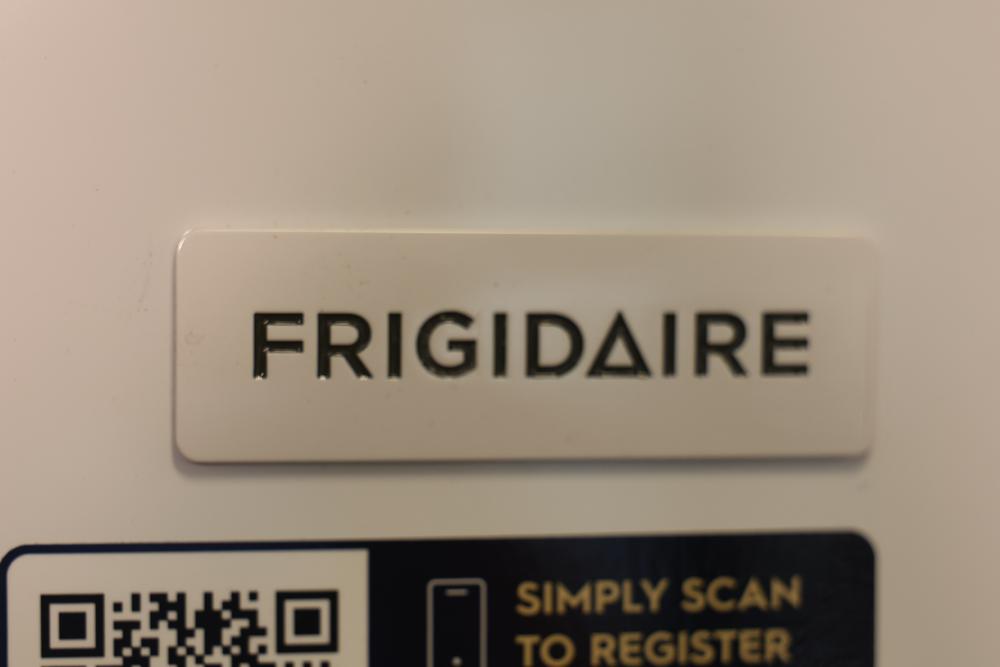 FRIGIDAIRE
SIMPLY SCAN
TO REGISTER